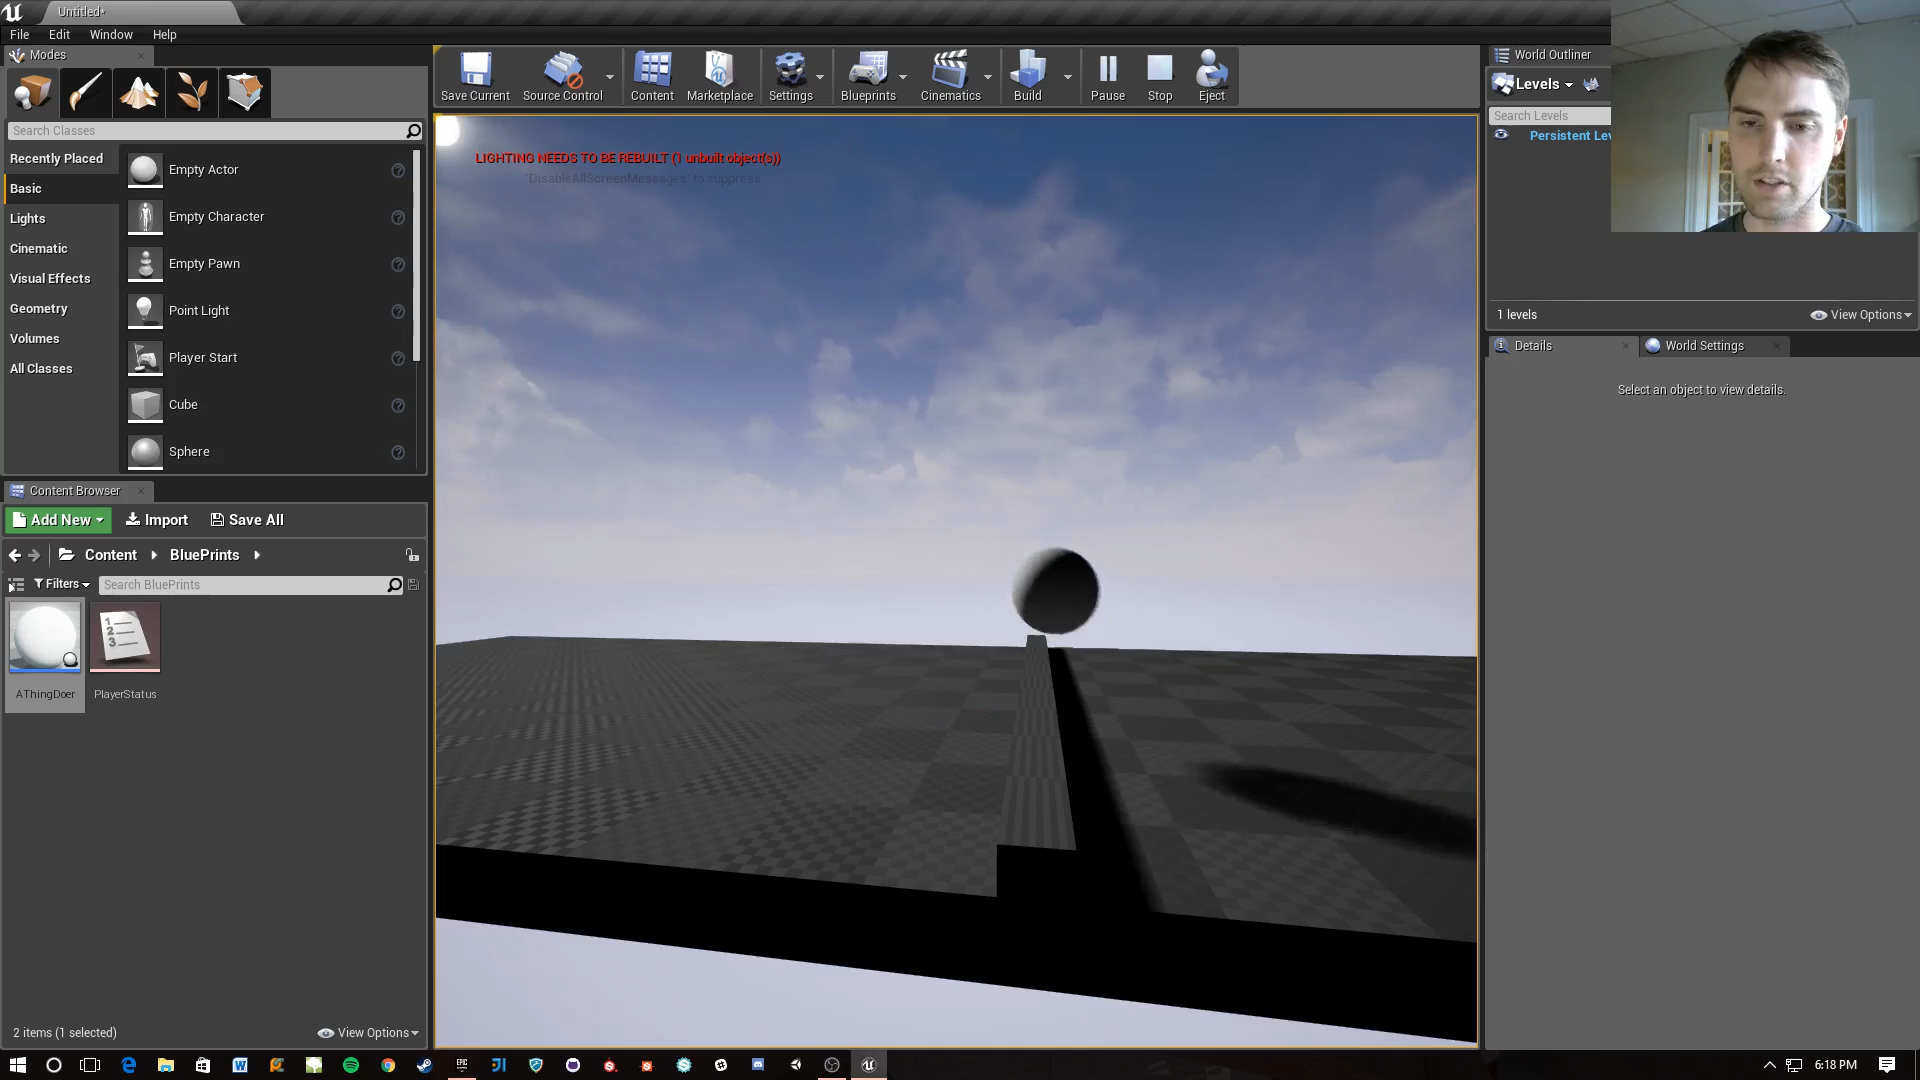 Untitled*
File Edit Window Help
Modes
Search Classes
Recently Placed
Basic
Lights
Cinematic
Visual Effects
Geometry
Volumes
All Classes
Empty Actor
Empty Character
Empty Pawn
Point Light
Player Start
Cube
Sphere
Save Current Source Control Content Marketplace Settings Blueprints Cinematics Build Pause Stop Eject
LIGHTING NEEDS TO BE REBUILT (1 unbuilt object(s))
'DisableAllScreenMessages' to suppress
World Outliner
Levels
Search Levels
Persistent Lev
1 levels
View Options
Details
World Settings
Select an object to view details.
Content Browser
Add New Import Save All
Content BluePrints
Filters Search BluePrints
AThingDoer PlayerStatus
2 items (1 selected)
View Options
EPIC
6:18 PM